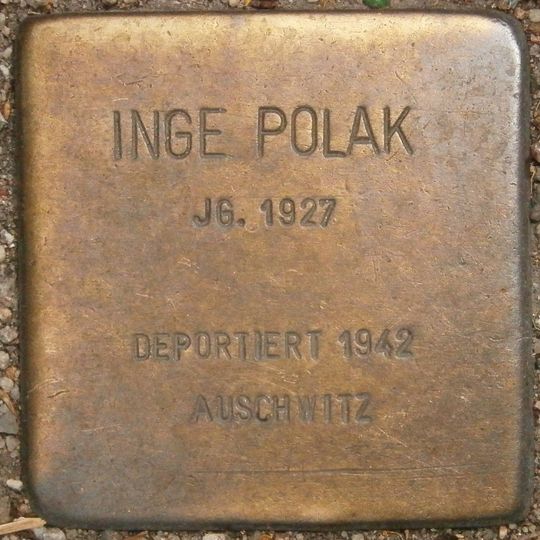 INGE POLAK
JG. 1927
DEPORTIERT 1942
AUSCHWITZ